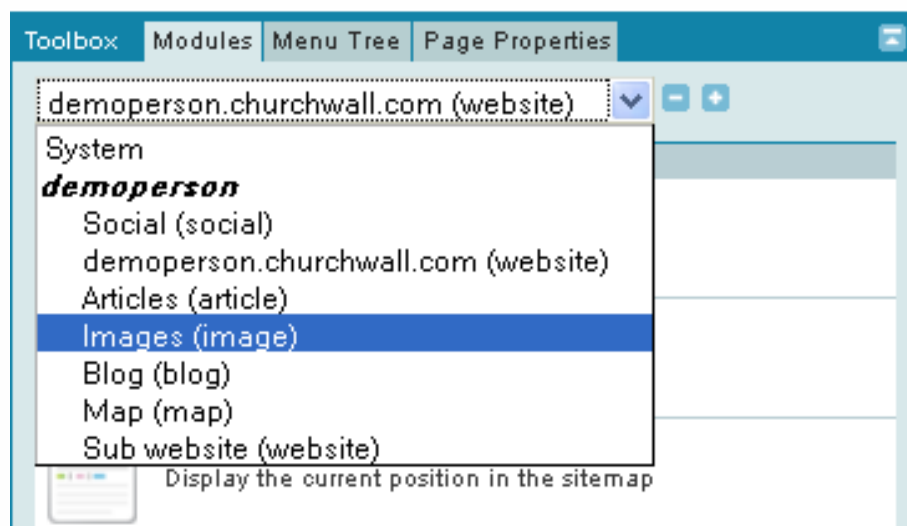 Toolbox Modules Menu Tree Page Properties
demoperson.churchwall.com (website)
System
demoperson
Social (social)
demoperson.churchwall.com (website)
Articles (article)
Images (image)
Blog (blog)
Map (map)
Sub website (website)
Display the current position in the sitemap